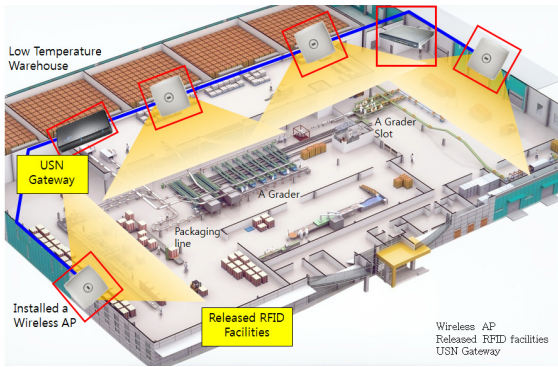 Low Temperature
Warehouse
A Grader
Slot
USN
Gateway
A Grader
Packaging
line
Installed a
Wireless AP
Released RFID
Facilities
Wireless AP
Released RFID facilities
USN Gateway